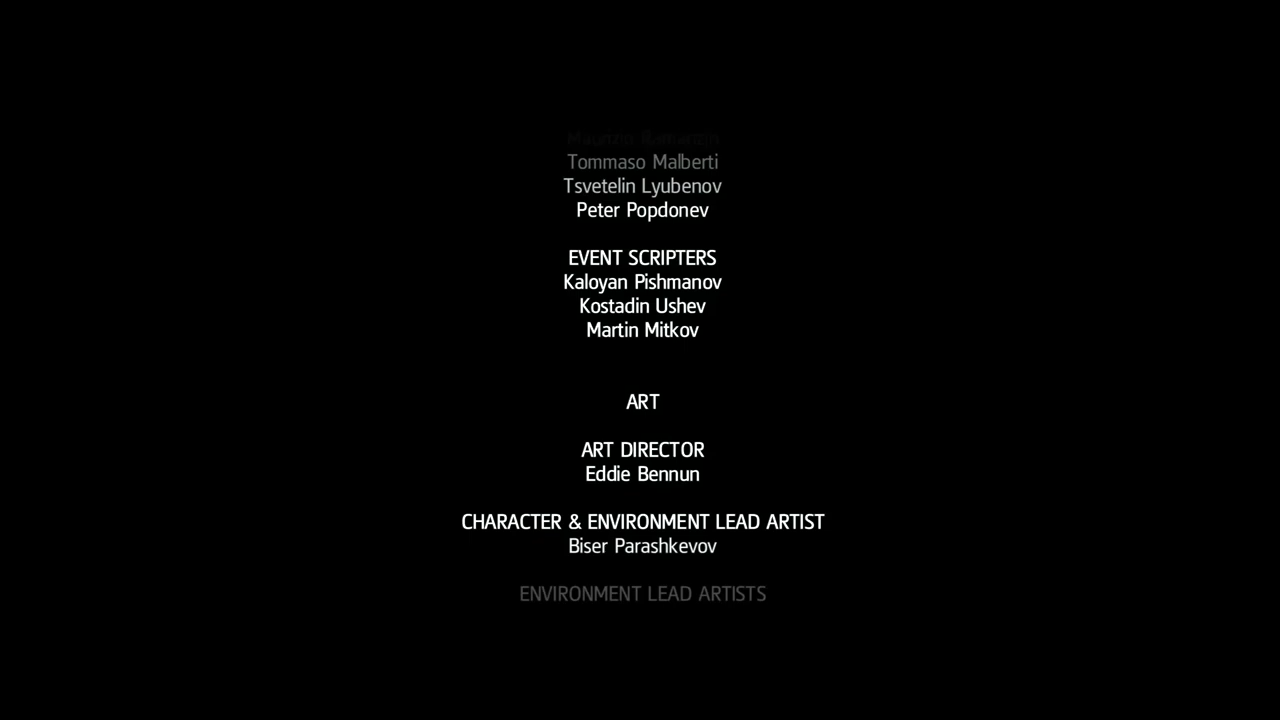 Tommaso Malberti
Tsvetelin Lyubenov
Peter Popdonev
EVENT SCRIPTERS
Kaloyan Pishmanov
Kostadin Ushev
Martin Mitkov
ART
ART DIRECTOR
Eddie Bennun
CHARACTER & ENVIRONMENT LEAD ARTIST
Biser Parashkevov
ENVIRONMENT LEAD ARTISTS